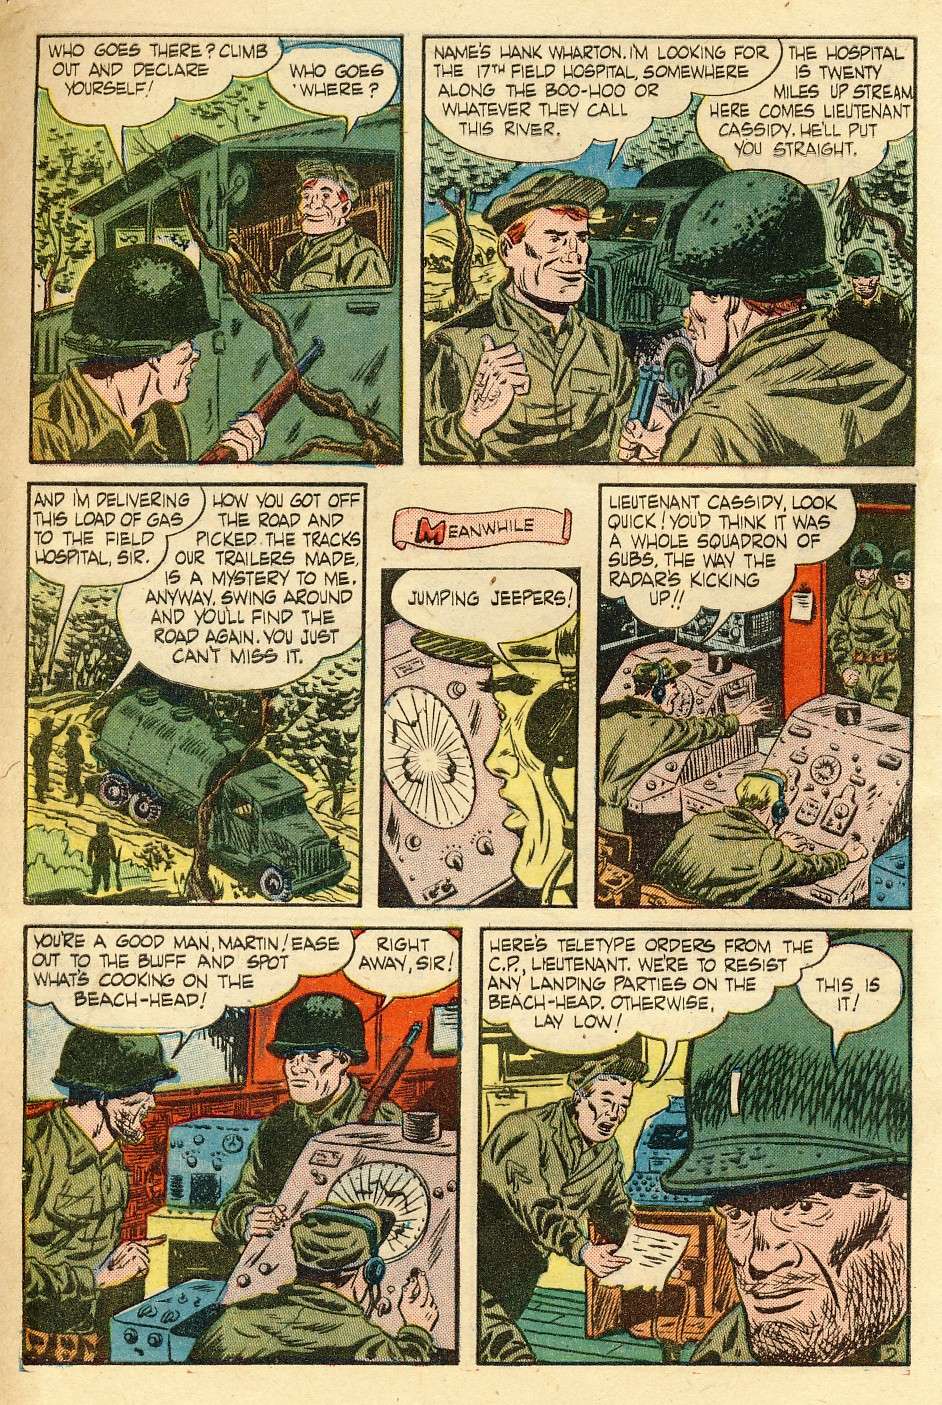 WHO GOES THERE? CLIMB
OUT AND DECLARE
YOURSELF!
WHO GOES
'WHERE?
NAME'S HANK WHARTON. I'M LOOKING FOR
THE 17TH FIELD HOSPITAL, SOMEWHERE
ALONG THE BOO-HOO OR
WHATEVER THEY CALL
THIS RIVER.
THE HOSPITAL
IS TWENTY
MILES UP STREAM.
HERE COMES LIEUTENANT
CASSIDY. HE'LL PUT
YOU STRAIGHT.
AND I'M DELIVERING
THIS LOAD OF GAS
TO THE FIELD
HOSPITAL, SIR.
HOW YOU GOT OFF
THE ROAD AND
PICKED THE TRACKS
OUR TRAILERS MADE,
IS A MYSTERY TO ME.
ANYWAY, SWING AROUND
AND YOU'LL FIND THE
ROAD AGAIN. YOU JUST
CAN'T MISS IT.
MEANWHILE
JUMPING JEEPERS!
LIEUTENANT CASSIDY, LOOK
QUICK! YOU'D THINK IT WAS
A WHOLE SQUADRON OF
SUBS, THE WAY THE
RADAR'S KICKING
UP!!
YOU'RE A GOOD MAN, MARTIN! EASE
OUT TO THE BLUFF AND SPOT
WHAT'S COOKING ON THE
BEACH-HEAD!
RIGHT
AWAY, SIR!
HERE'S TELETYPE ORDERS FROM THE
C.P., LIEUTENANT. WE'RE TO RESIST
ANY LANDING PARTIES ON THE
BEACH-HEAD. OTHERWISE,
LAY LOW!
THIS IS
IT!
2